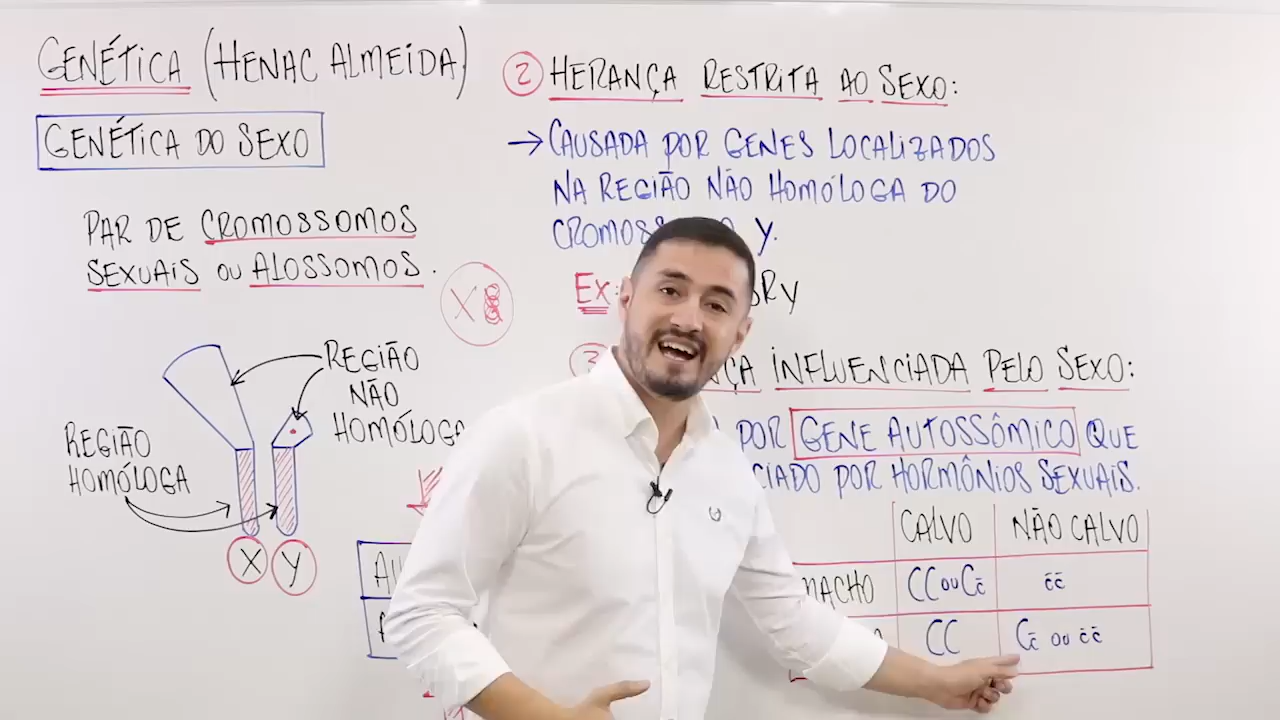 GENÉTICA (HENAC ALMEIDA)
GENÉTICA DO SEXO
PAR DE CROMOSSOMOS
SEXUAIS OU ALOSSOMOS.
X
REGIÃO
NÃO
HOMÓLOGA
REGIÃO
HOMÓLOGA
X Y
2 HERANÇA RESTRITA AO SEXO:
→ CAUSADA POR GENES LOCALIZADOS
NA REGIÃO NÃO HOMÓLOGA DO
Y.
Ex:
3 INFLUENCIADA PELO SEXO:
POR GENE AUTOSSÔMICO QUE
POR HORMÔNIOS SEXUAIS.
CALVO NÃO CALVO
MACHO CC ou Cc̄ c̄c̄
CC Cc̄ ou c̄c̄